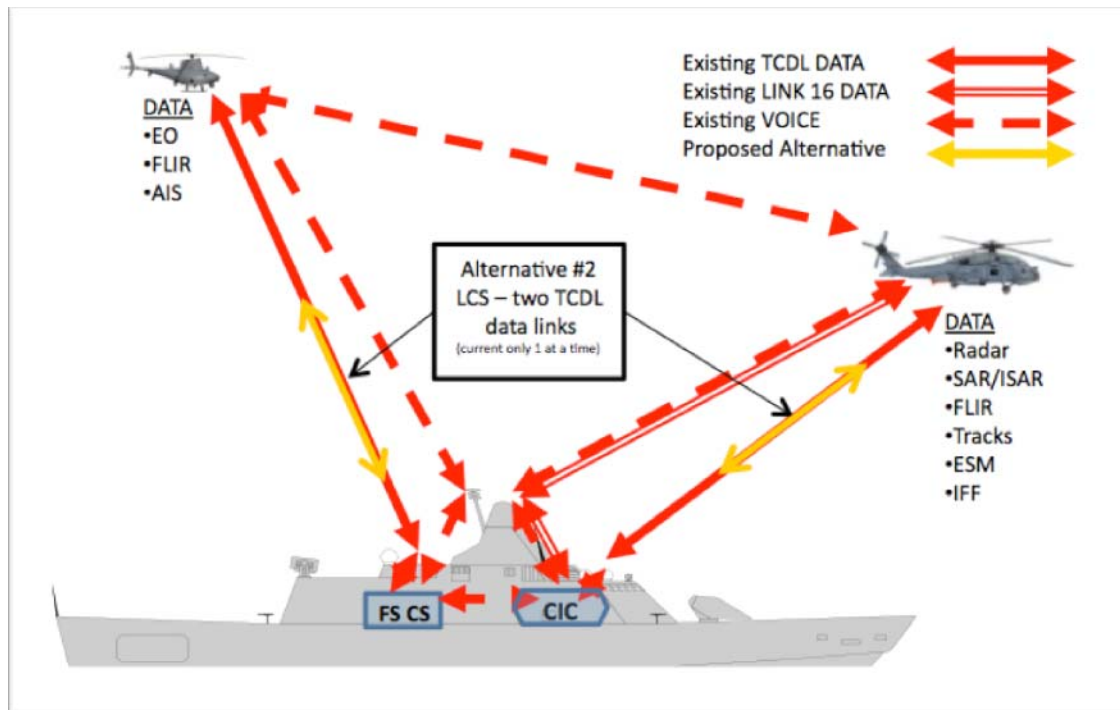 Existing TCDL DATA
Existing LINK 16 DATA
Existing VOICE
Proposed Alternative
DATA
•EO
•FLIR
•AIS
Alternative #2
LCS – two TCDL
data links
(current only 1 at a time)
DATA
•Radar
•SAR/ISAR
•FLIR
•Tracks
•ESM
•IFF
FS CS
CIC